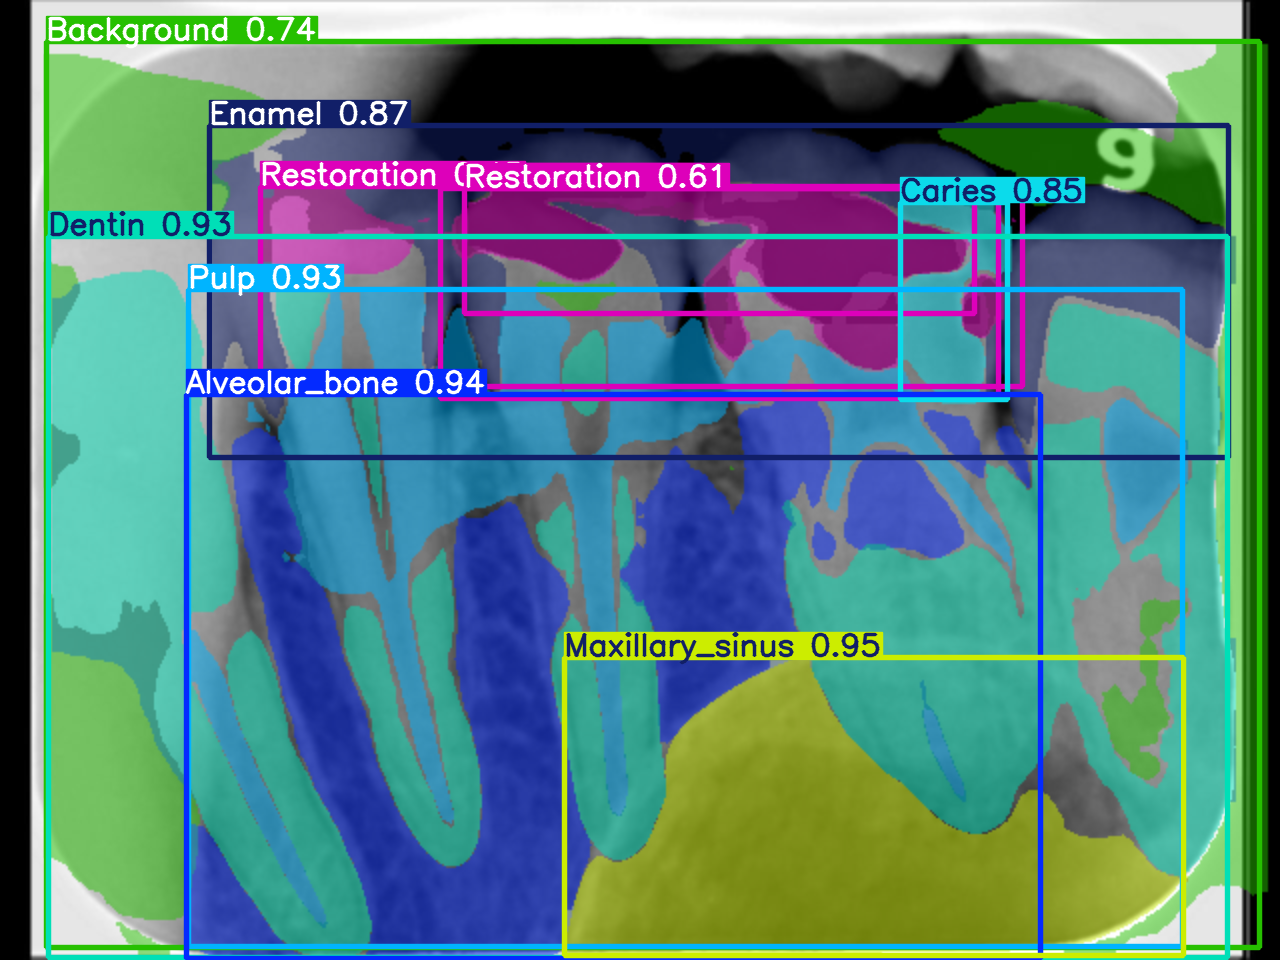 Background 0.74
Enamel 0.87
9
Restoration (
Restoration 0.61
Caries 0.85
Dentin 0.93
Pulp 0.93
Alveolar_bone 0.94
Maxillary_sinus 0.95